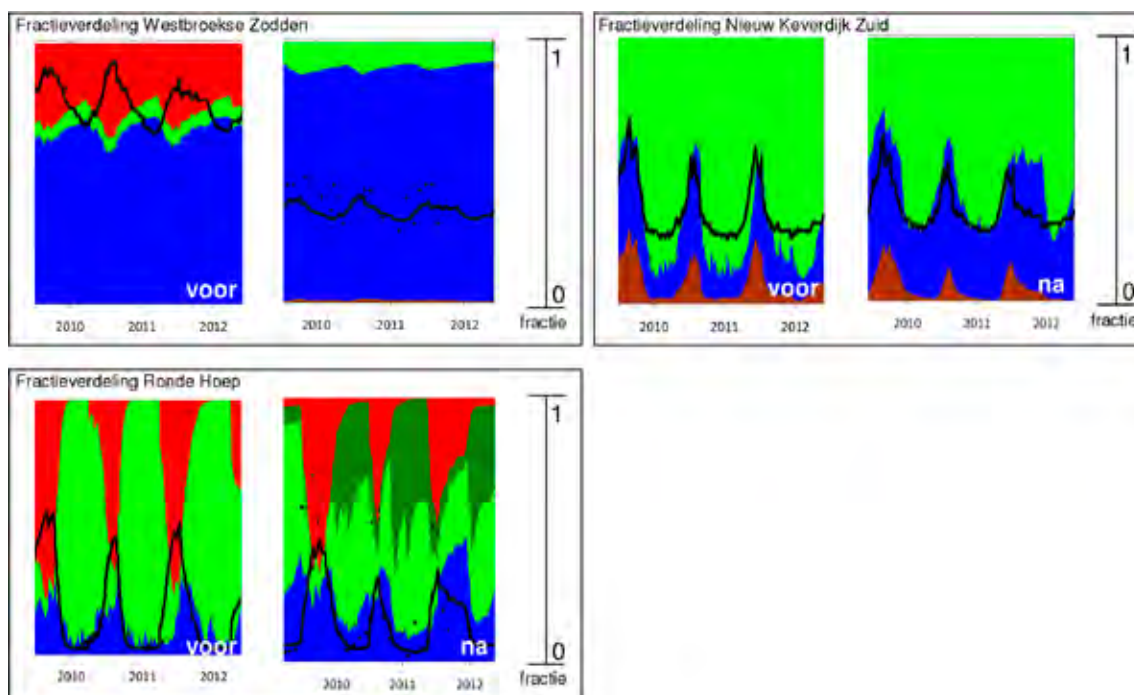 Fractieverdeling Westbroekse Zodden
1
voor
0
2010 2011 2012 2010 2011 2012
fractie
Fractieverdeling Nieuw Keverdijk Zuid
1
voor
na
0
2010 2011 2012 2010 2011 2012
fractie
Fractieverdeling Ronde Hoep
1
voor
na
0
2010 2011 2012 2010 2011 2012
fractie